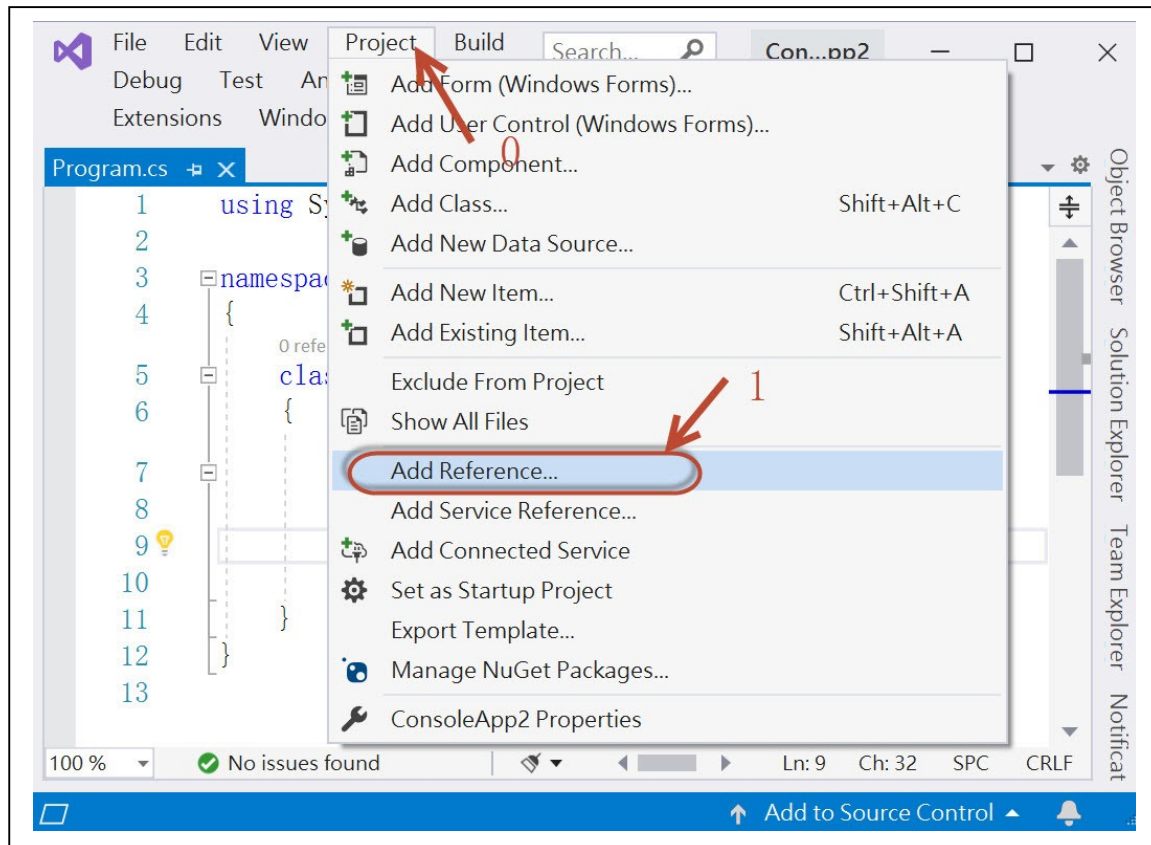 File Edit View Project Build Search... Con...pp2
Debug Test An
Extensions Windo
Add Form (Windows Forms)...
Add User Control (Windows Forms)...
0
Add Component...
Add Class... Shift+Alt+C
Add New Data Source...
Add New Item... Ctrl+Shift+A
Add Existing Item... Shift+Alt+A
Exclude From Project
1
Show All Files
Add Reference...
Add Service Reference...
Add Connected Service
Set as Startup Project
Export Template...
Manage NuGet Packages...
ConsoleApp2 Properties
Program.cs
1 using Sy
2
3 namespac
4 {
0 refe
5 clas
6 {
7
8
9
10
11 }
12 }
13
Object Browser
Solution Explorer
Team Explorer
Notificat
100 % No issues found Ln: 9 Ch: 32 SPC CRLF
Add to Source Control